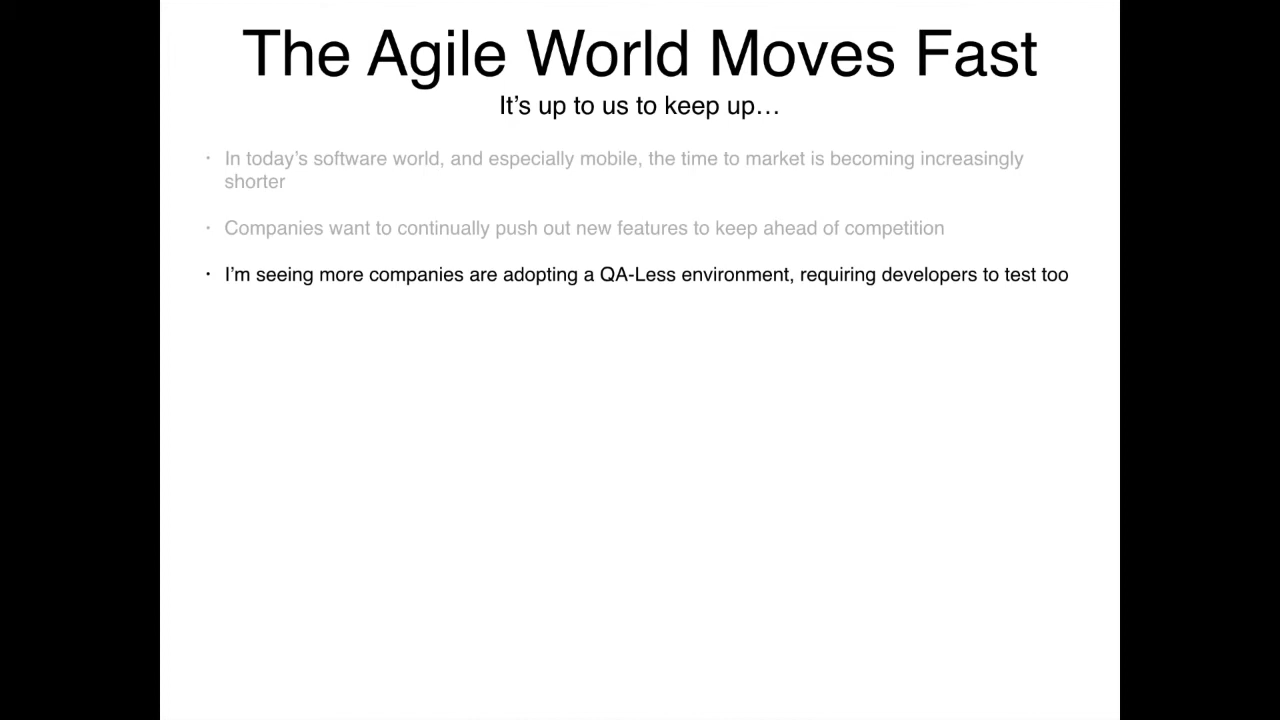 The Agile World Moves Fast
It’s up to us to keep up…
• In today’s software world, and especially mobile, the time to market is becoming increasingly
shorter
• Companies want to continually push out new features to keep ahead of competition
• I’m seeing more companies are adopting a QA-Less environment, requiring developers to test too